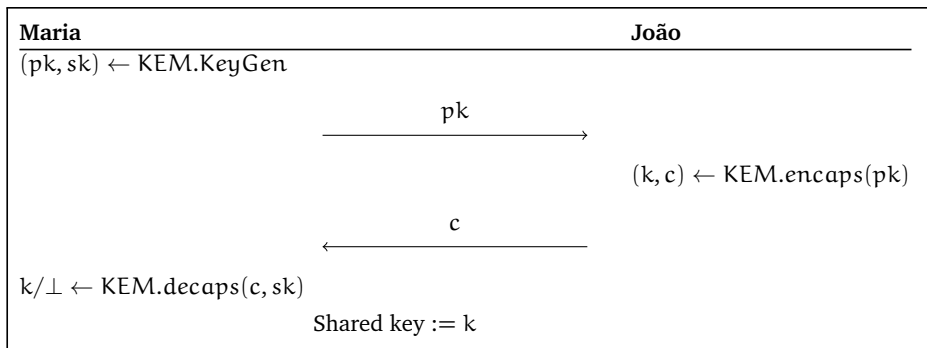 Maria João
(pk, sk) ← KEM.KeyGen
pk
(k, c) ← KEM.encaps(pk)
c
k/⊥ ← KEM.decaps(c, sk)
Shared key := k